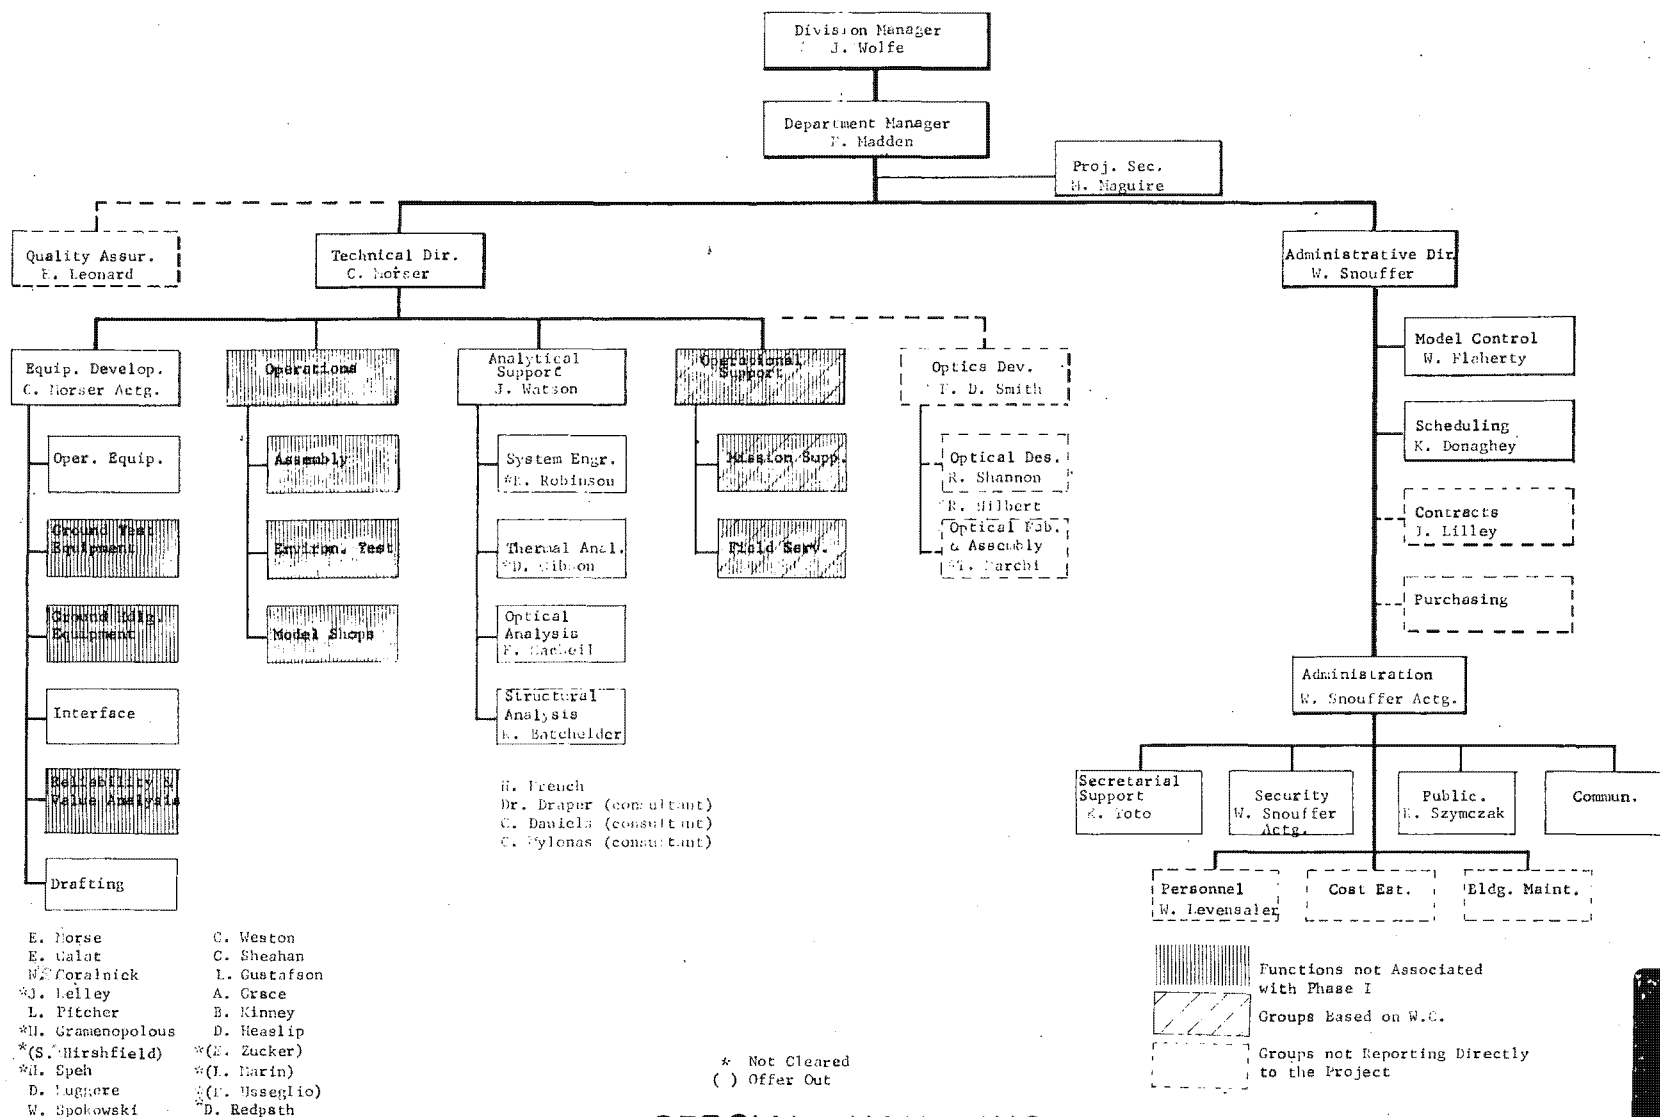 Division Manager
J. Wolfe
Department Manager
F. Madden
Proj. Sec.
M. Maguire
Quality Assur.
Leonard
Technical Dir.
C. Morser
Administrative Dir.
W. Snouffer
Equip. Develop.
C. Morser Actg.
Operations
Analytical
Support
J. Watson
Operational
Support
Optics Dev.
F. D. Smith
Model Control
W. Flaherty
Scheduling
K. Donaghey
Contracts
J. Lilley
Purchasing
Oper. Equip.
Ground Test
Equipment
Ground Hdlg.
Equipment
Interface
Reliability &
Value Analysis
Drafting
Assembly
Environ. Test
Model Shops
System Engr.
Robinson
Thermal Anal.
*D. Gibson
Optical
Analysis
Structural
Analysis
Batchelder
H. French
Dr. Draper (consultant)
C. Daniels (consultant)
C. Pylonas (consultant)
Mission Supp.
Field Serv.
Optical Des.
R. Shannon
*R. Hilbert
Optical Fab.
& Assembly
Administration
W. Snouffer Actg.
Secretarial
Support
Toto
Security
W. Snouffer
Actg.
Public.
Szymczak
Commun.
Personnel
W. Levensaler
Cost Est.
Bldg. Maint.
E. Morse
E. Galat
Coralnick
L. Pitcher
*H. Gramenopolous
*(S. Hirshfield)
*H. Speh
D.
W. Spokowski
C. Weston
C. Sheahan
L. Gustafson
A. Grace
B. Kinney
D. Heaslip
Zucker)
*(L. Marin)
Usseglio)
*D. Redpath
Functions not Associated
with Phase I
Groups Based on W.C.
Groups not Reporting Directly
to the Project
* Not Cleared
( ) Offer Out